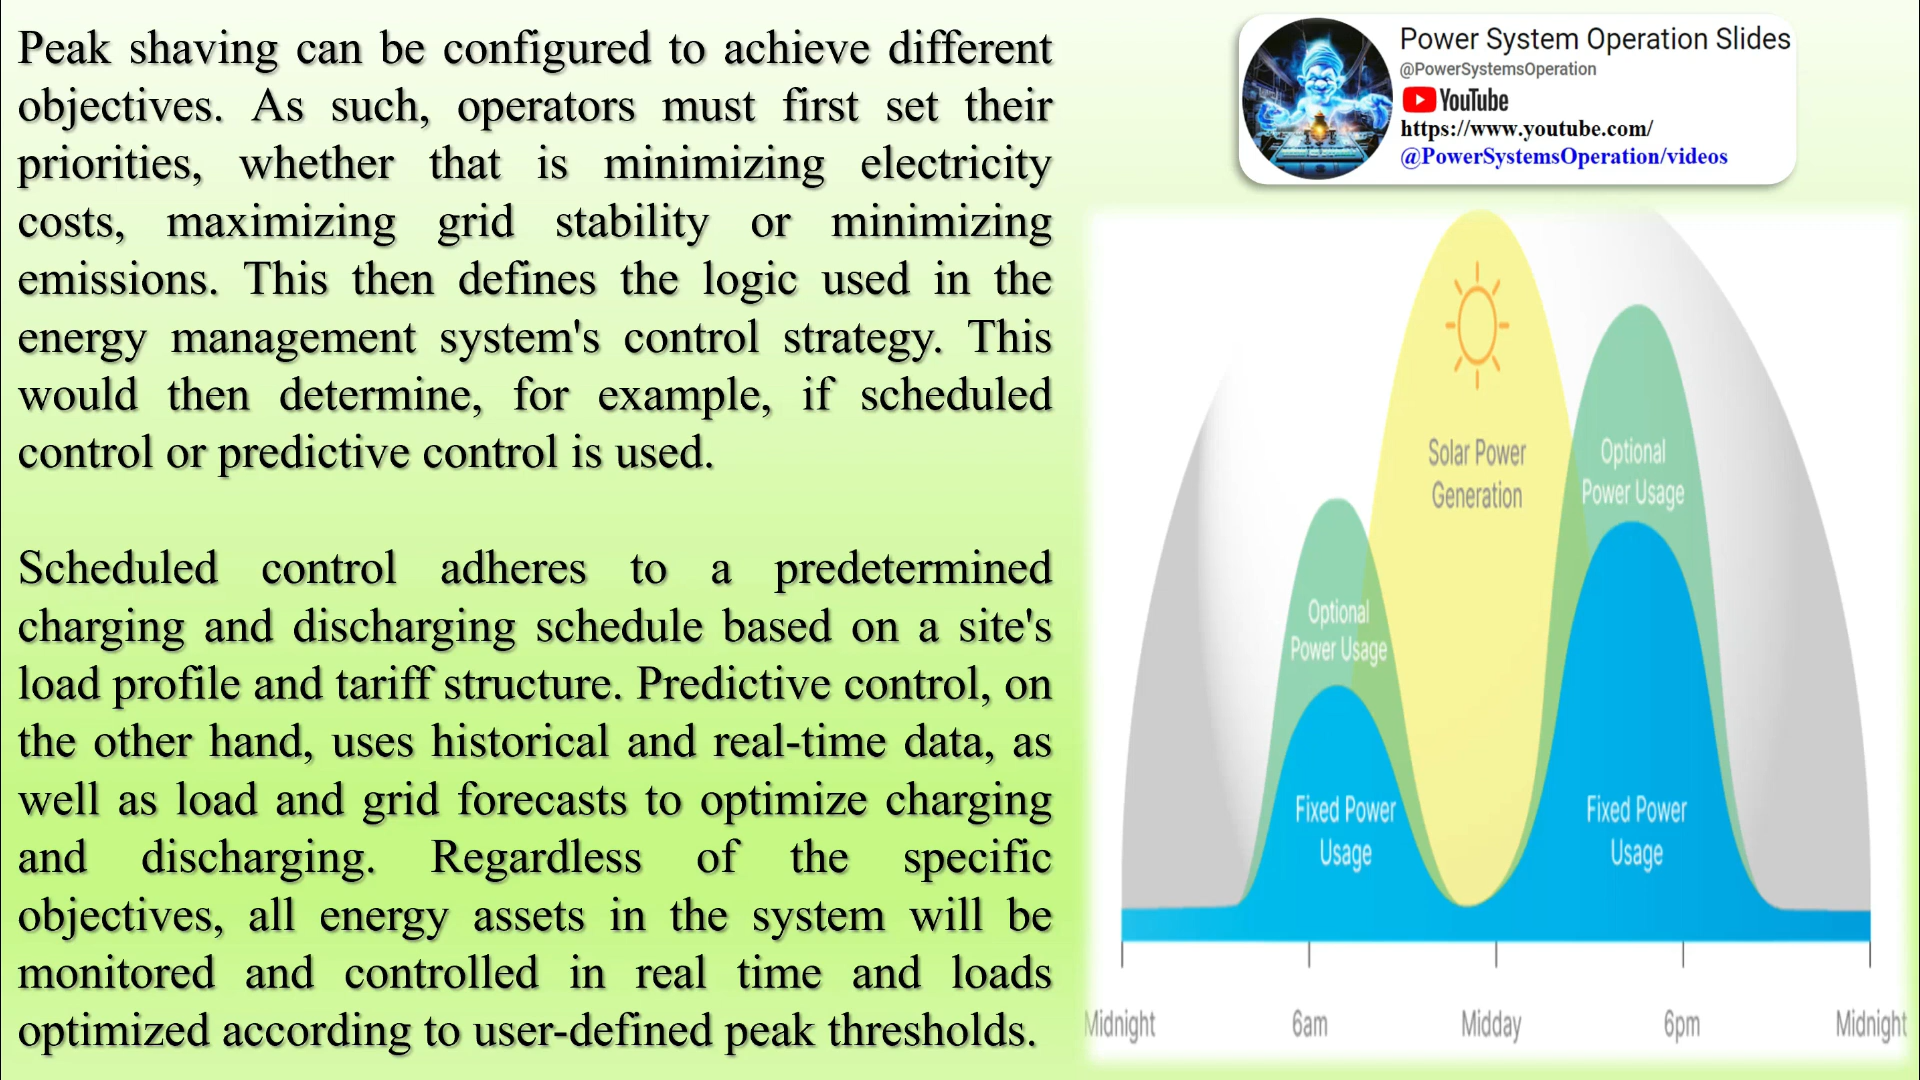 Peak shaving can be configured to achieve different
objectives. As such, operators must first set their
priorities, whether that is minimizing electricity
costs, maximizing grid stability or minimizing
emissions. This then defines the logic used in the
energy management system's control strategy. This
would then determine, for example, if scheduled
control or predictive control is used.
Scheduled control adheres to a predetermined
charging and discharging schedule based on a site's
load profile and tariff structure. Predictive control, on
the other hand, uses historical and real-time data, as
well as load and grid forecasts to optimize charging
and discharging. Regardless of the specific
objectives, all energy assets in the system will be
monitored and controlled in real time and loads
optimized according to user-defined peak thresholds.
Power System Operation Slides
@PowerSystemsOperation
YouTube
https://www.youtube.com/
@PowerSystemsOperation/videos
Solar Power
Generation
Optional
Power Usage
Optional
Power Usage
Fixed Power
Usage
Fixed Power
Usage
Midnight
6am
Midday
6pm
Midnight